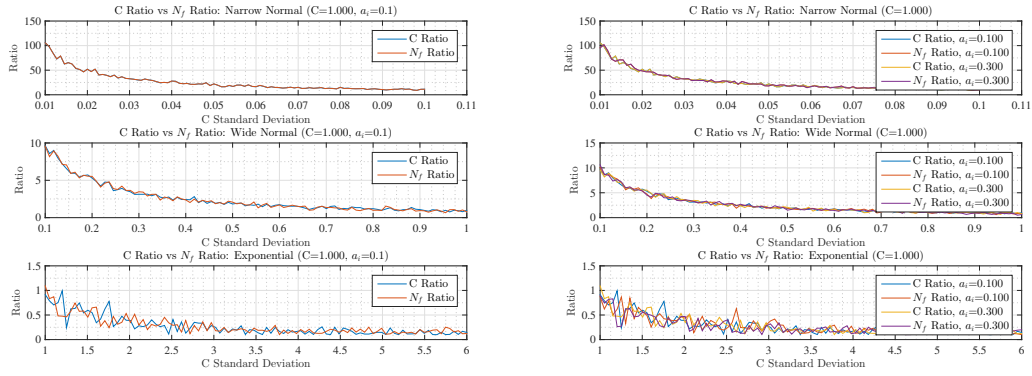 C Ratio vs N_f Ratio: Narrow Normal (C=1.000, a_i=0.1)
Ratio
150
100
50
0
C Ratio
N_f Ratio
0.01 0.02 0.03 0.04 0.05 0.06 0.07 0.08 0.09 0.1 0.11
C Standard Deviation
C Ratio vs N_f Ratio: Wide Normal (C=1.000, a_i=0.1)
Ratio
10
5
0
C Ratio
N_f Ratio
0.1 0.2 0.3 0.4 0.5 0.6 0.7 0.8 0.9 1
C Standard Deviation
C Ratio vs N_f Ratio: Exponential (C=1.000, a_i=0.1)
Ratio
1.5
1
0.5
0
C Ratio
N_f Ratio
1 1.5 2 2.5 3 3.5 4 4.5 5 5.5 6
C Standard Deviation
C Ratio vs N_f Ratio: Narrow Normal (C=1.000)
Ratio
150
100
50
0
C Ratio, a_i=0.100
N_f Ratio, a_i=0.100
C Ratio, a_i=0.300
N_f Ratio, a_i=0.300
0.01 0.02 0.03 0.04 0.05 0.06 0.07 0.08 0.09 0.1 0.11
C Standard Deviation
C Ratio vs N_f Ratio: Wide Normal (C=1.000)
Ratio
15
10
5
0
C Ratio, a_i=0.100
N_f Ratio, a_i=0.100
C Ratio, a_i=0.300
N_f Ratio, a_i=0.300
0.1 0.2 0.3 0.4 0.5 0.6 0.7 0.8 0.9 1
C Standard Deviation
C Ratio vs N_f Ratio: Exponential (C=1.000)
Ratio
1.5
1
0.5
0
C Ratio, a_i=0.100
N_f Ratio, a_i=0.100
C Ratio, a_i=0.300
N_f Ratio, a_i=0.300
1 1.5 2 2.5 3 3.5 4 4.5 5 5.5 6
C Standard Deviation